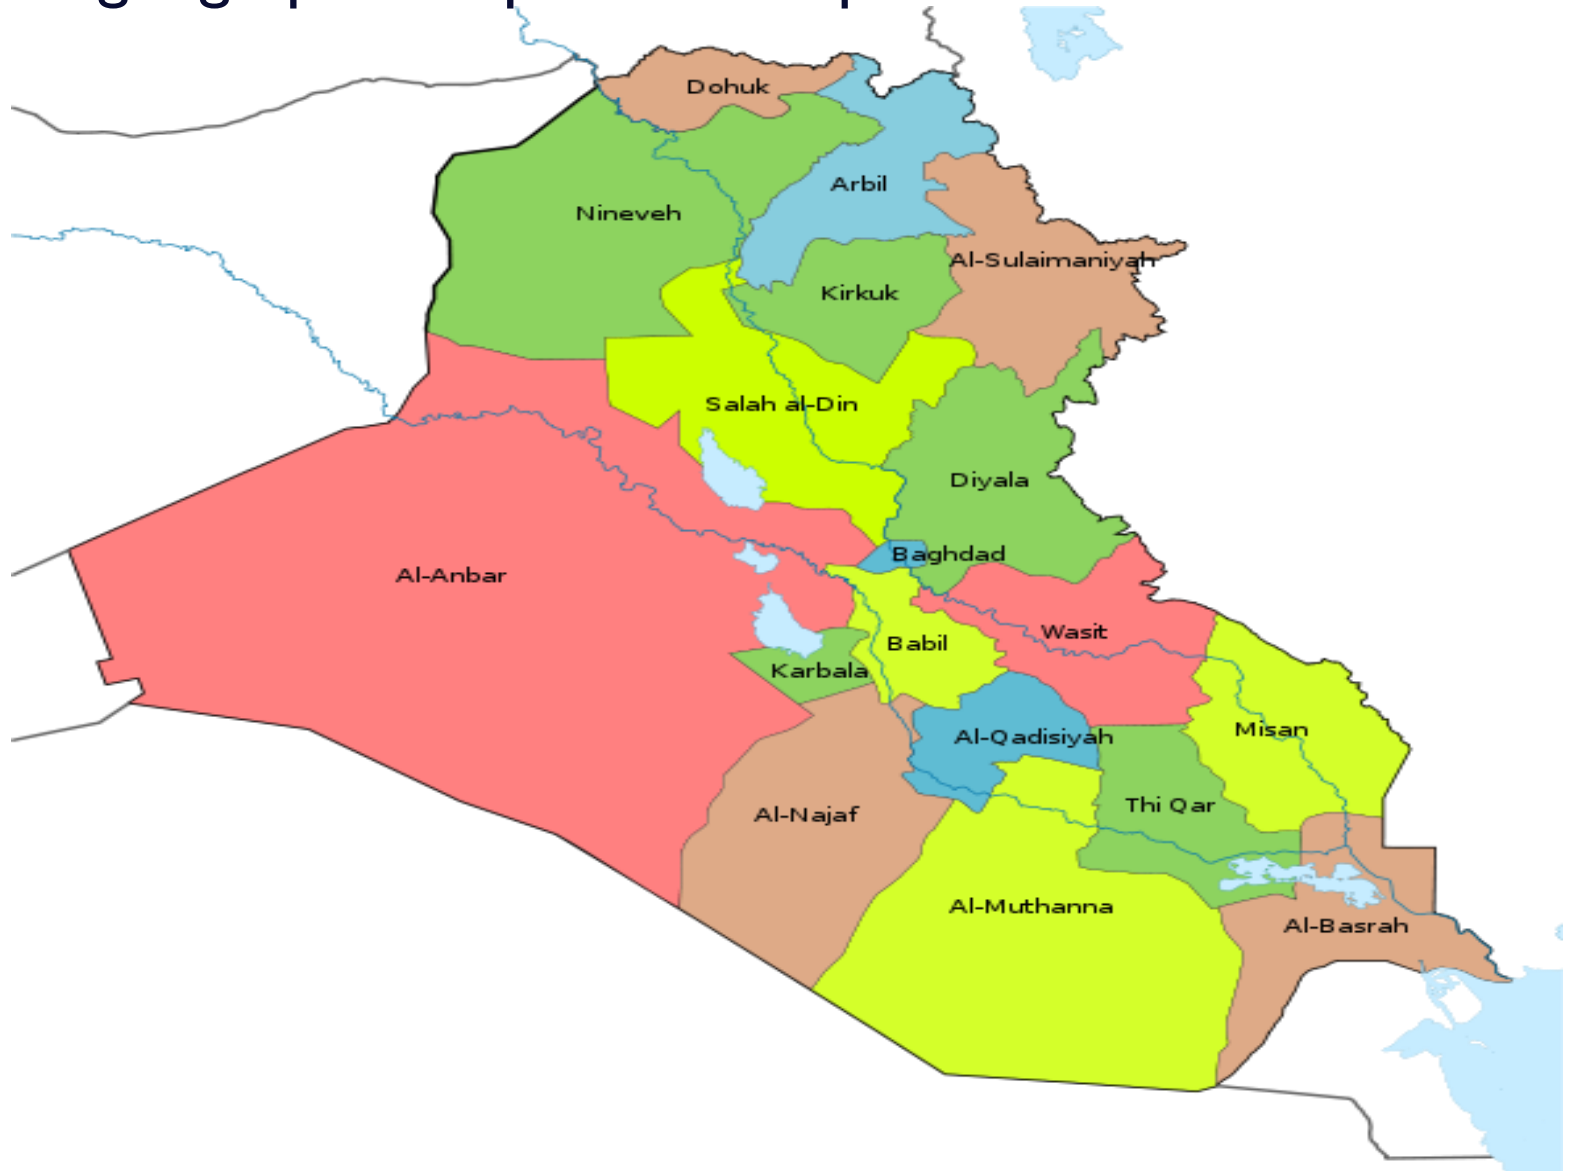 Dohuk
Arbil
Nineveh
Al-Sulaimaniyah
Kirkuk
Salah al-Din
Diyala
Baghdad
Al-Anbar
Wasit
Babil
Karbala
Misan
Al-Qadisiyah
Thi Qar
Al-Najaf
Al-Muthanna
Al-Basrah